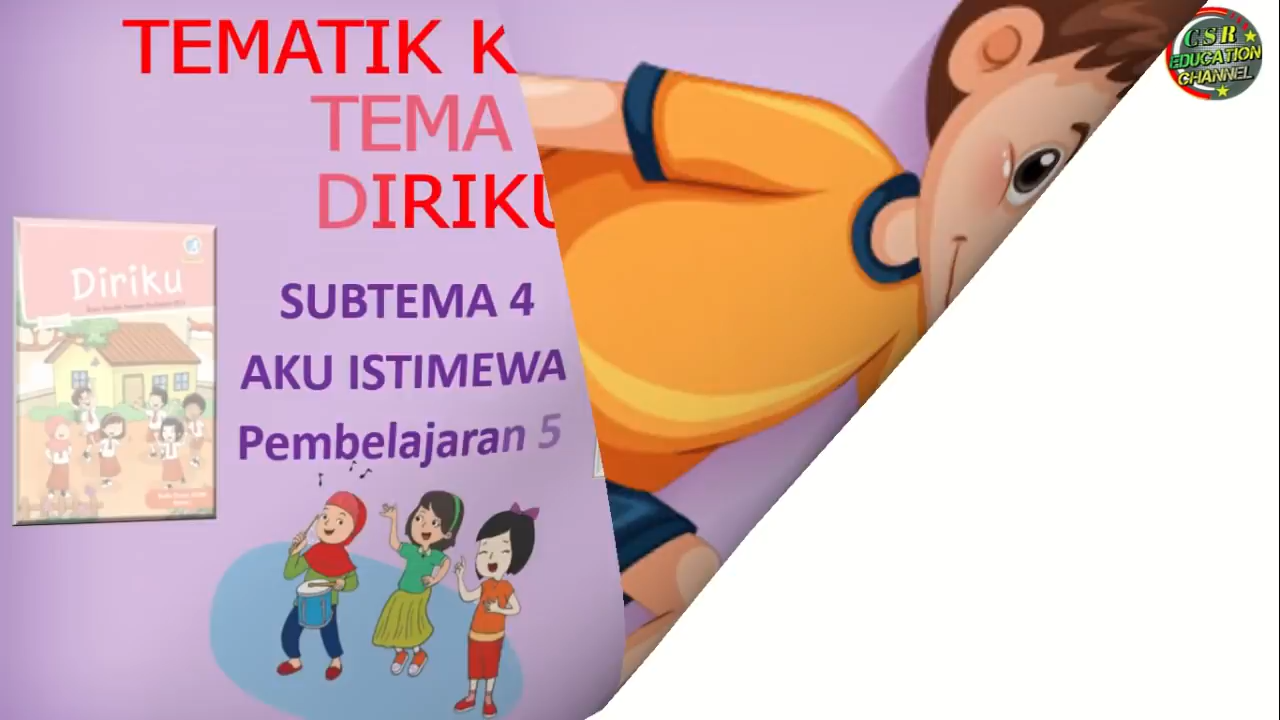 TEMATIK K
TEMA
DIRIKU
SUBTEMA 4
AKU ISTIMEWA
Pembelajaran 5
Diriku
CSR
EDUCATION
CHANNEL